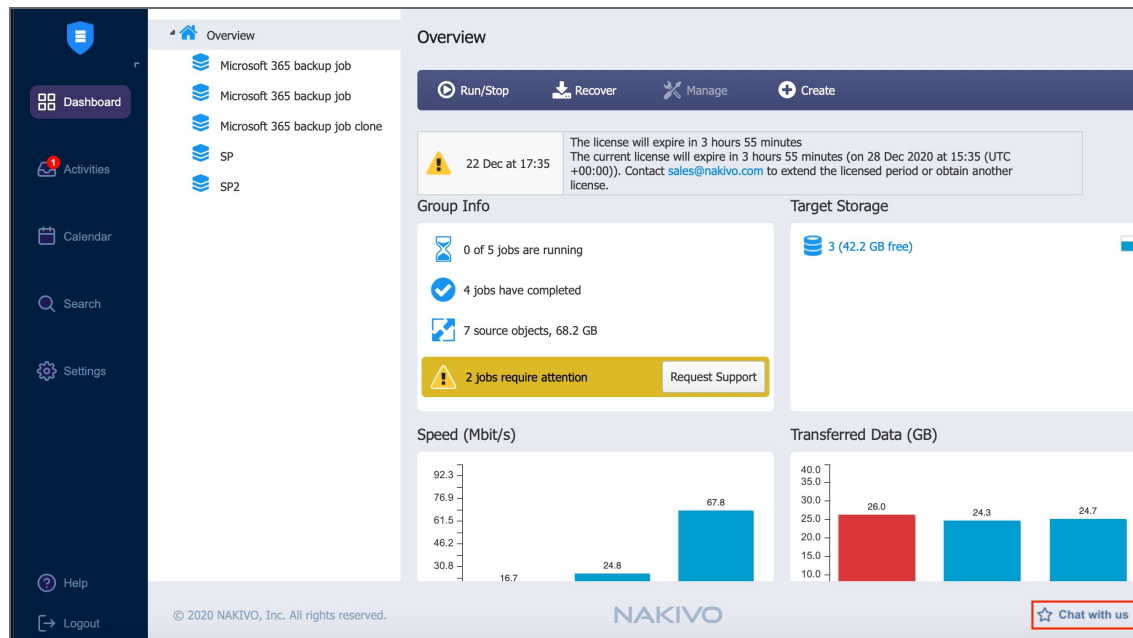 Dashboard
Activities
1
Calendar
Search
Settings
Help
Logout
Overview
Microsoft 365 backup job
Microsoft 365 backup job
Microsoft 365 backup job clone
SP
SP2
Overview
Run/Stop
Recover
Manage
Create
22 Dec at 17:35
The license will expire in 3 hours 55 minutes
The current license will expire in 3 hours 55 minutes (on 28 Dec 2020 at 15:35 (UTC
+00:00)). Contact sales@nakivo.com to extend the licensed period or obtain another
license.
Group Info
0 of 5 jobs are running
4 jobs have completed
7 source objects, 68.2 GB
2 jobs require attention
Request Support
Target Storage
3 (42.2 GB free)
Speed (Mbit/s)
92.3
76.9
61.5
46.2
30.8
16.7
24.8
67.8
Transferred Data (GB)
40.0
35.0
30.0
25.0
20.0
15.0
10.0
26.0
24.3
24.7
© 2020 NAKIVO, Inc. All rights reserved.
NAKIVO
Chat with us